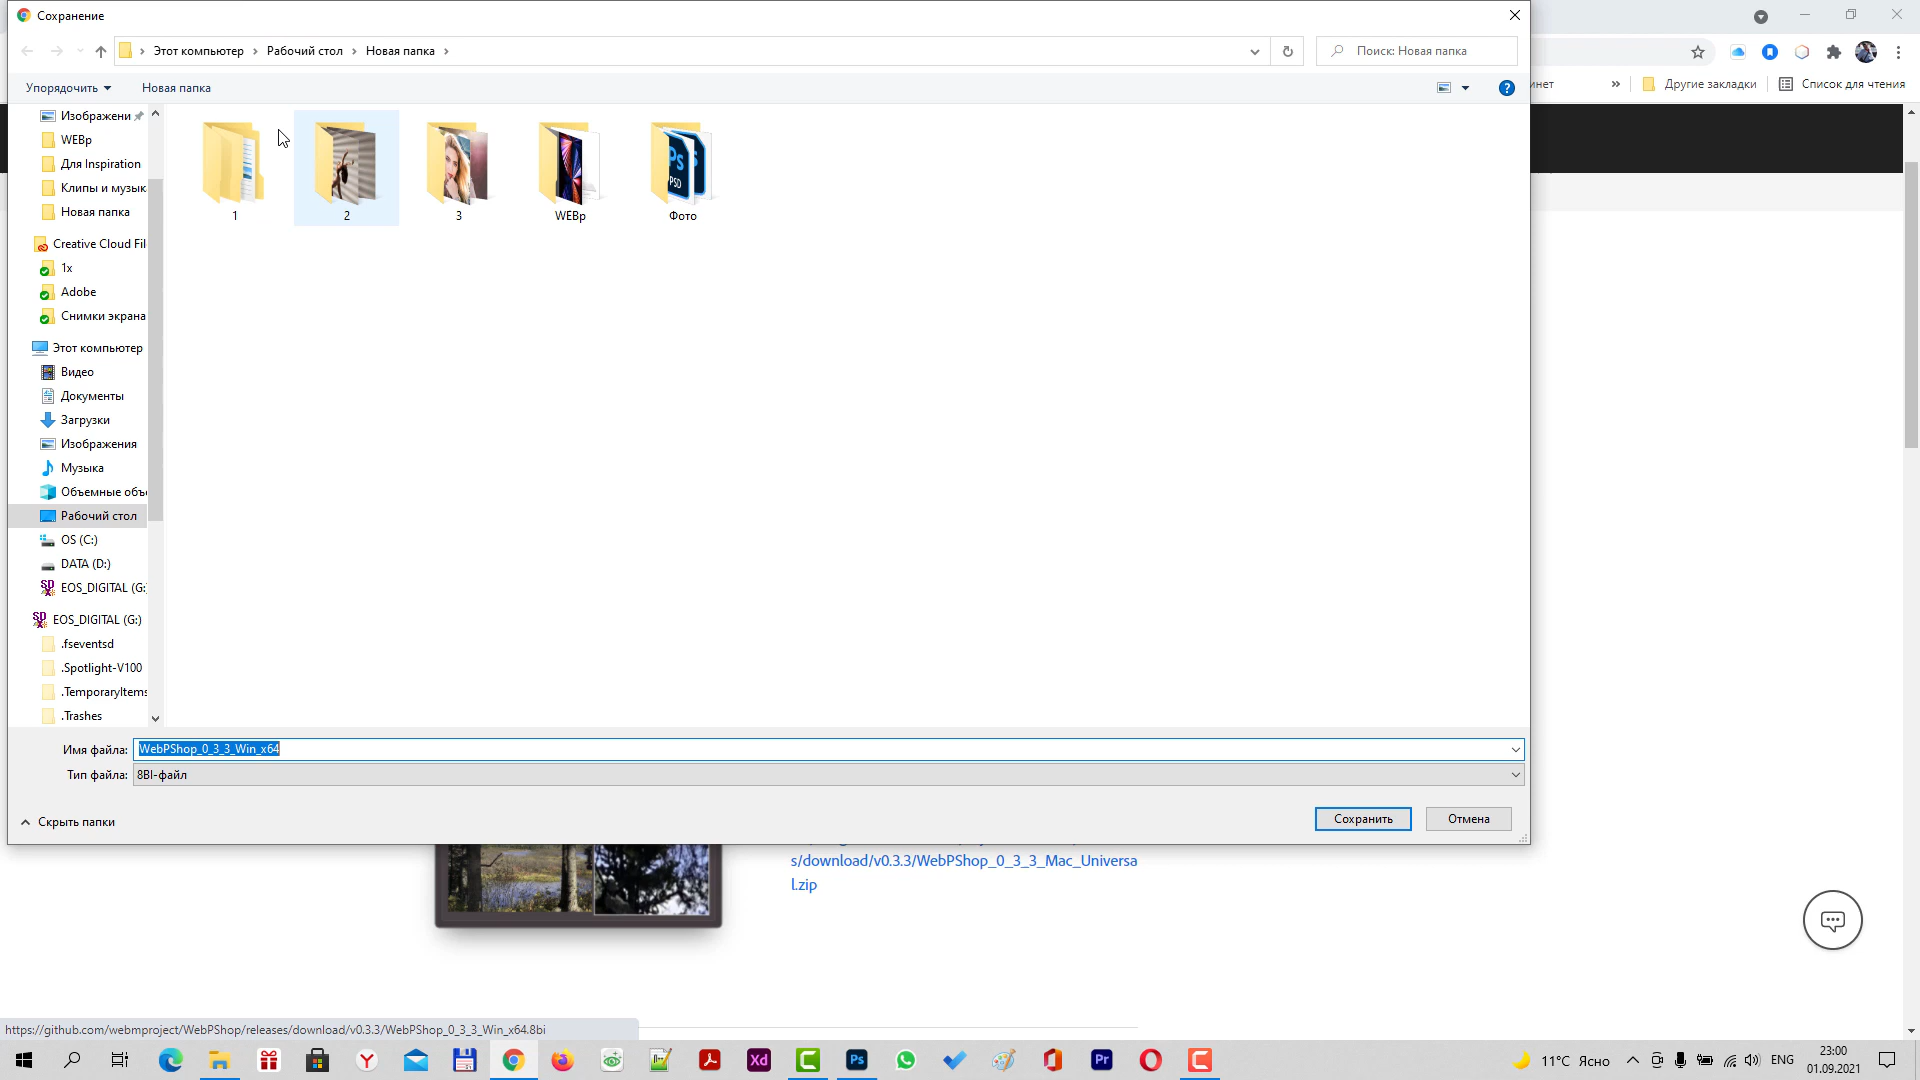 Сохранение
Этот компьютер
Рабочий стол
Новая папка
Поиск: Новая папка
Упорядочить
Новая папка
Другие закладки
Список для чтения
Изображени
WEBp
Для Inspiration
Клипы и музык
Новая папка
Creative Cloud Fil
1x
Adobe
Снимки экрана
Этот компьютер
Видео
Документы
Загрузки
Изображения
Музыка
Объемные объ
Рабочий стол
OS (C:)
DATA (D:)
EOS_DIGITAL (G:
EOS_DIGITAL (G:)
.fseventsd
.Spotlight-V100
.TemporaryItems
.Trashes
1
2
3
WEBp
Фото
Имя файла: WebPShop_0_3_3_Win_x64
Тип файла: 8BI-файл
Скрыть папки
Сохранить
Отмена
s/download/v0.3.3/WebPShop_0_3_3_Mac_Universa
l.zip
https://github.com/webmproject/WebPShop/releases/download/v0.3.3/WebPShop_0_3_3_Win_x64.8bi
11°C Ясно
ENG
23:00
01.09.2021